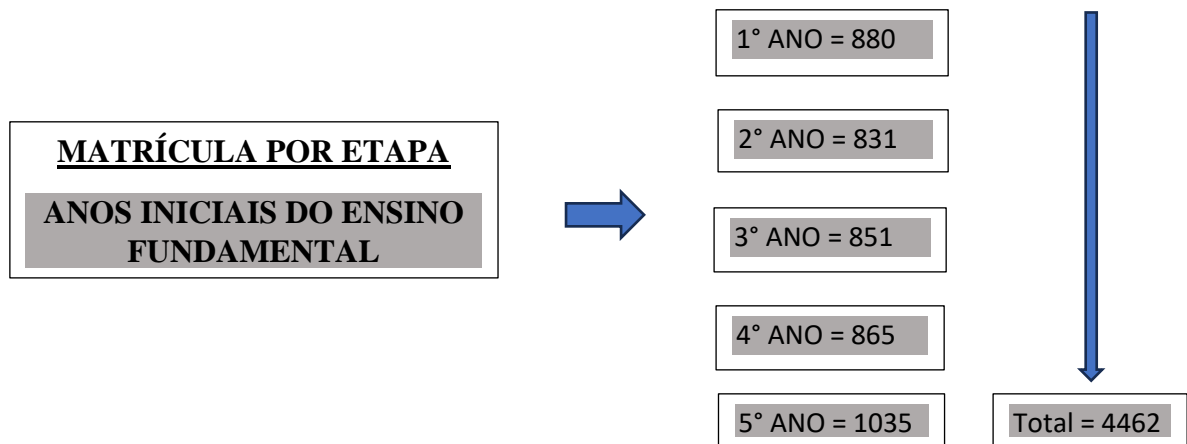 MATRÍCULA POR ETAPA
ANOS INICIAIS DO ENSINO
FUNDAMENTAL
1° ANO = 880
2° ANO = 831
3° ANO = 851
4° ANO = 865
5° ANO = 1035
Total = 4462